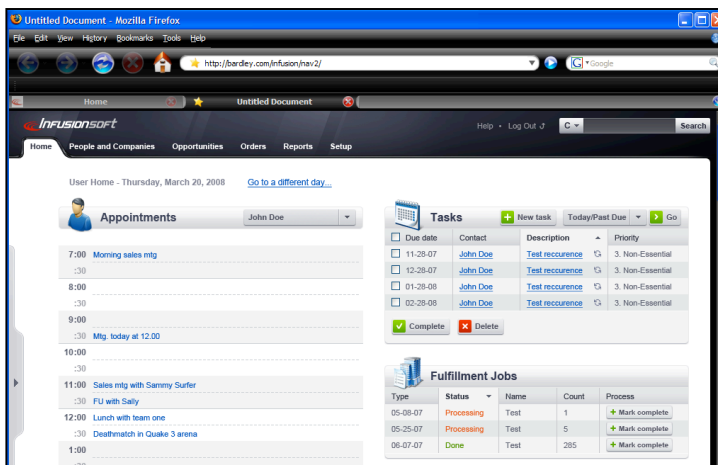 Untitled Document - Mozilla Firefox
File Edit View History Bookmarks Tools Help
http://bardley.com/infusion/nav2/ G Google
Home Untitled Document
INFUSIONSOFT Help • Log Out C Search
Home People and Companies Opportunities Orders Reports Setup
User Home - Thursday, March 20, 2008 Go to a different day...
Appointments John Doe
7:00 Morning sales mtg
:30
8:00
:30
9:00
:30 Mtg. today at 12.00
10:00
:30
11:00 Sales mtg with Sammy Surfer
:30 FU with Sally
12:00 Lunch with team one
:30 Deathmatch in Quake 3 arena
1:00
:30
Tasks New task Today/Past Due Go
Due date Contact Description Priority
11-28-07 John Doe Test reccurence 3. Non-Essential
12-28-07 John Doe Test reccurence 3. Non-Essential
01-28-08 John Doe Test reccurence 3. Non-Essential
02-28-08 John Doe Test reccurence 3. Non-Essential
Complete Delete
Fulfillment Jobs
Type Status Name Count Process
05-08-07 Processing Test 1 + Mark complete
05-25-07 Processing Test 5 + Mark complete
06-07-07 Done Test 285 + Mark complete